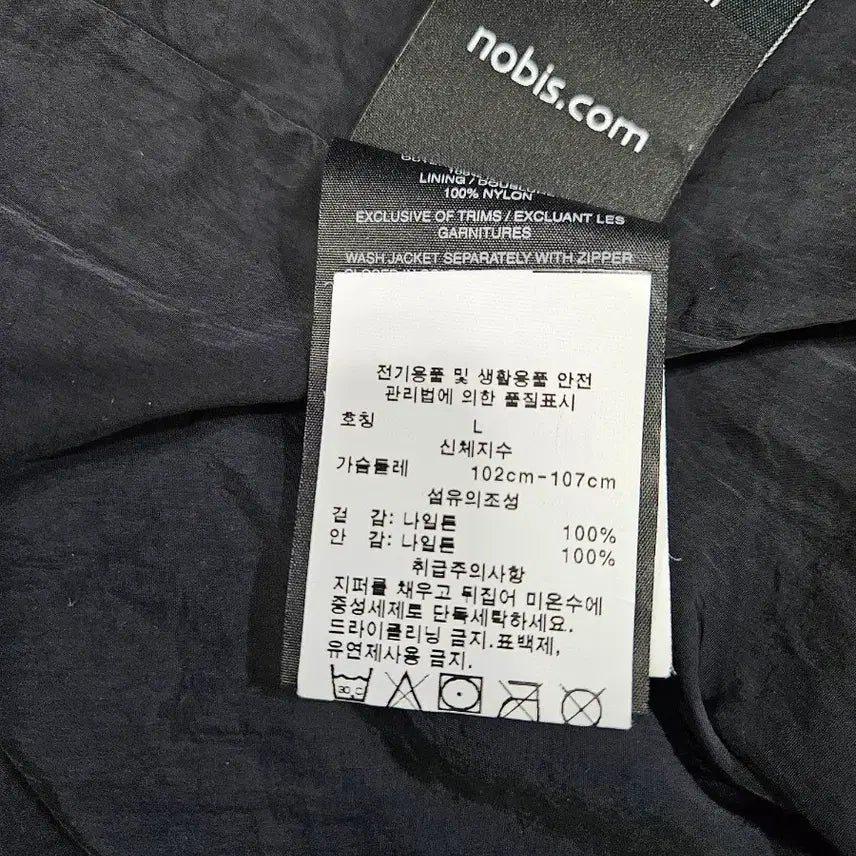 nobis.com
LINING / DOUBLURE
100% NYLON
EXCLUSIVE OF TRIMS / EXCLUANT LES
GARNITURES
WASH JACKET SEPARATELY WITH ZIPPER
전기용품 및 생활용품 안전
관리법에 의한 품질표시
호칭 L
신체지수
가슴둘레 102cm-107cm
섬유의조성
겉 감: 나일론 100%
안 감: 나일론 100%
취급주의사항
지퍼를 채우고 뒤집어 미온수에
중성세제로 단독세탁하세요.
드라이클리닝 금지.표백제,
유연제사용 금지.
30,C